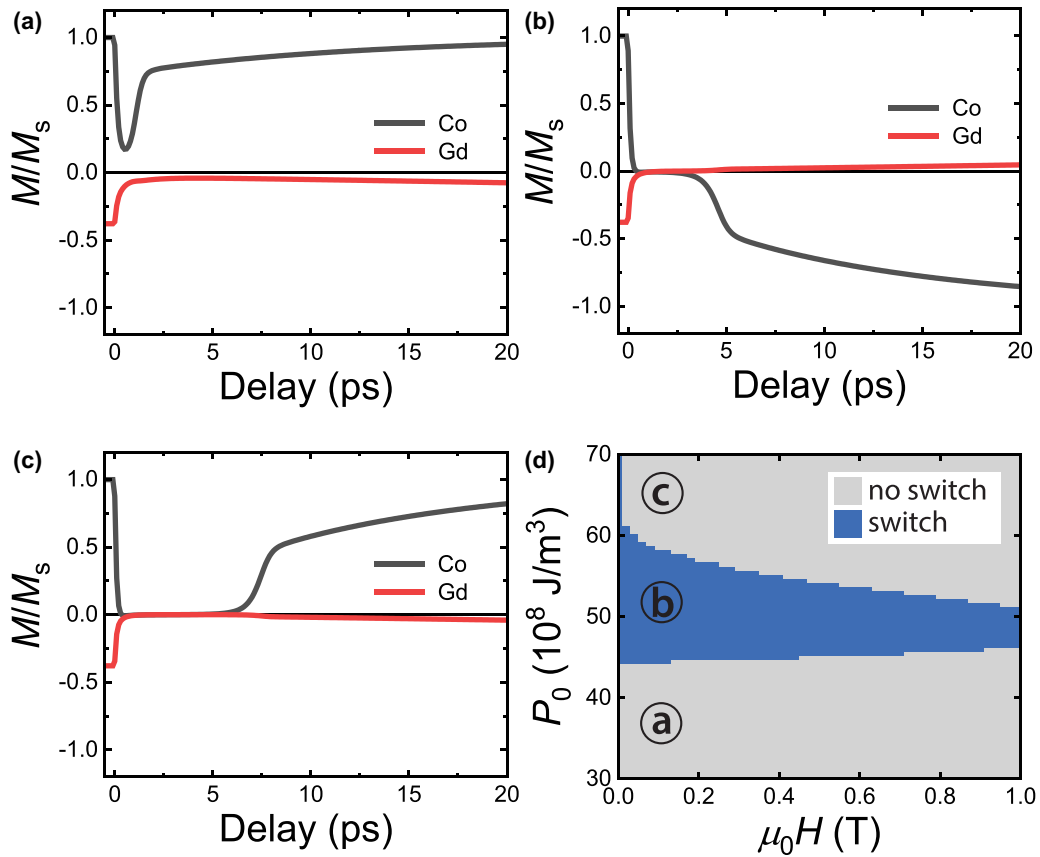 (a)
1.0
0.5
0.0
-0.5
-1.0
M/Ms
Co
Gd
0 5 10 15 20
Delay (ps)
(b)
1.0
0.5
0.0
-0.5
-1.0
M/Ms
Co
Gd
0 5 10 15 20
Delay (ps)
(c)
1.0
0.5
0.0
-0.5
-1.0
M/Ms
Co
Gd
0 5 10 15 20
Delay (ps)
(d)
70
60
50
40
30
P0 (10^8 J/m^3)
no switch
switch
c
b
a
0.0 0.2 0.4 0.6 0.8 1.0
μ0H (T)